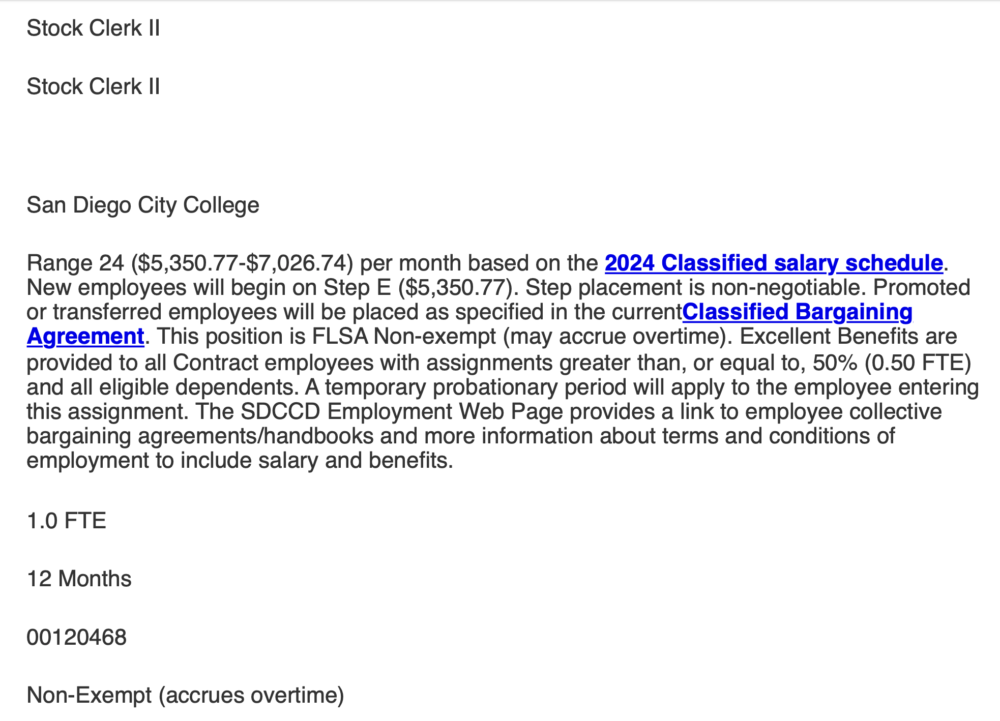 Stock Clerk II
Stock Clerk II
San Diego City College
Range 24 ($5,350.77-$7,026.74) per month based on the 2024 Classified salary schedule.
New employees will begin on Step E ($5,350.77). Step placement is non-negotiable. Promoted
or transferred employees will be placed as specified in the currentClassified Bargaining
Agreement. This position is FLSA Non-exempt (may accrue overtime). Excellent Benefits are
provided to all Contract employees with assignments greater than, or equal to, 50% (0.50 FTE)
and all eligible dependents. A temporary probationary period will apply to the employee entering
this assignment. The SDCCD Employment Web Page provides a link to employee collective
bargaining agreements/handbooks and more information about terms and conditions of
employment to include salary and benefits.
1.0 FTE
12 Months
00120468
Non-Exempt (accrues overtime)